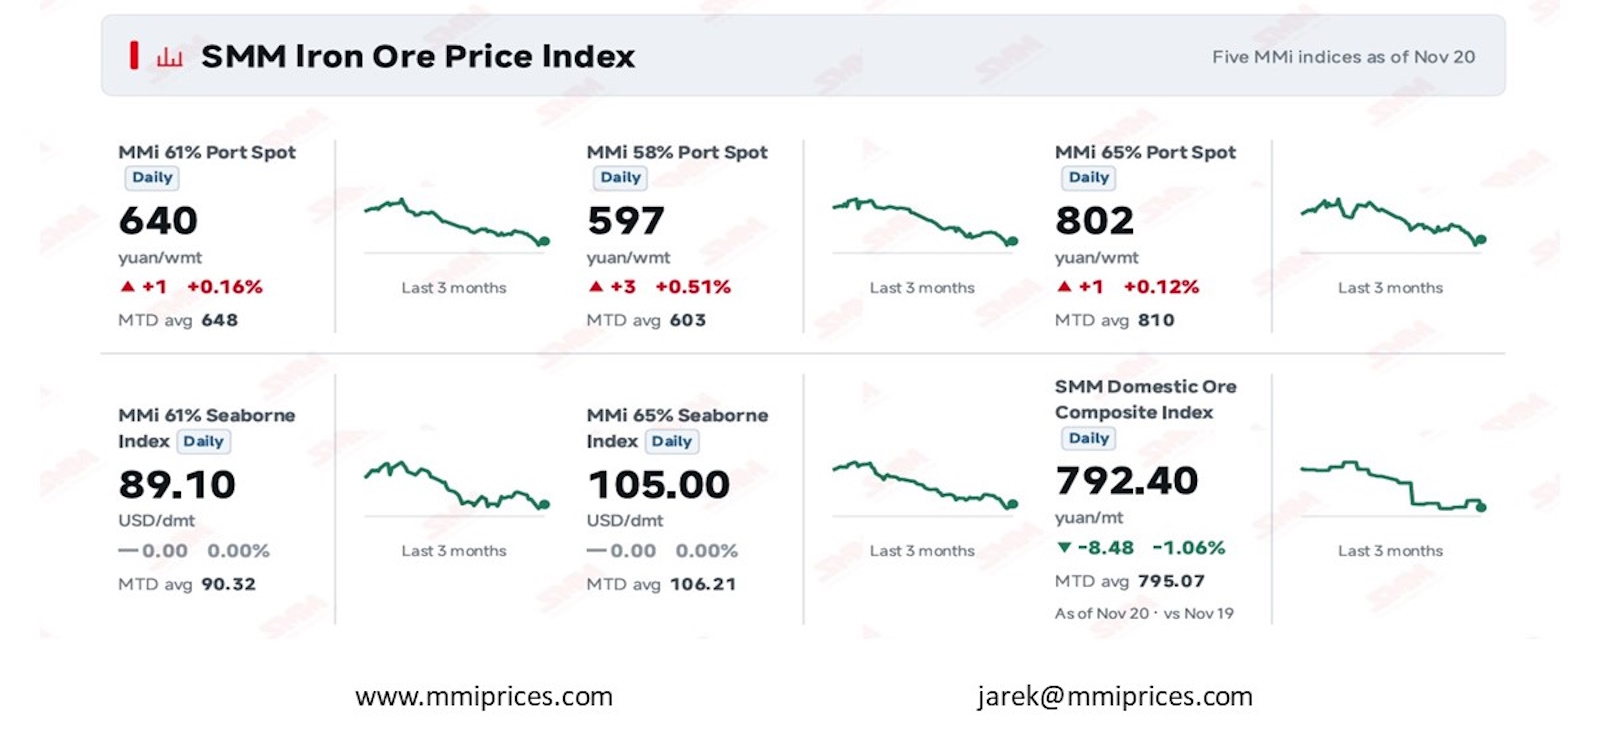 SMM Iron Ore Price Index
Five MMi indices as of Nov 20
MMi 61% Port Spot
Daily
640
yuan/wmt
▲ +1 +0.16%
MTD avg 648
Last 3 months
MMi 58% Port Spot
Daily
597
yuan/wmt
▲ +3 +0.51%
MTD avg 603
Last 3 months
MMi 65% Port Spot
Daily
802
yuan/wmt
▲ +1 +0.12%
MTD avg 810
Last 3 months
MMi 61% Seaborne
Index Daily
89.10
USD/dmt
—0.00 0.00%
MTD avg 90.32
Last 3 months
MMi 65% Seaborne
Index Daily
105.00
USD/dmt
—0.00 0.00%
MTD avg 106.21
Last 3 months
SMM Domestic Ore
Composite Index
Daily
792.40
yuan/mt
▼ -8.48 -1.06%
MTD avg 795.07
As of Nov 20 · vs Nov 19
Last 3 months
www.mmiprices.com
jarek@mmiprices.com